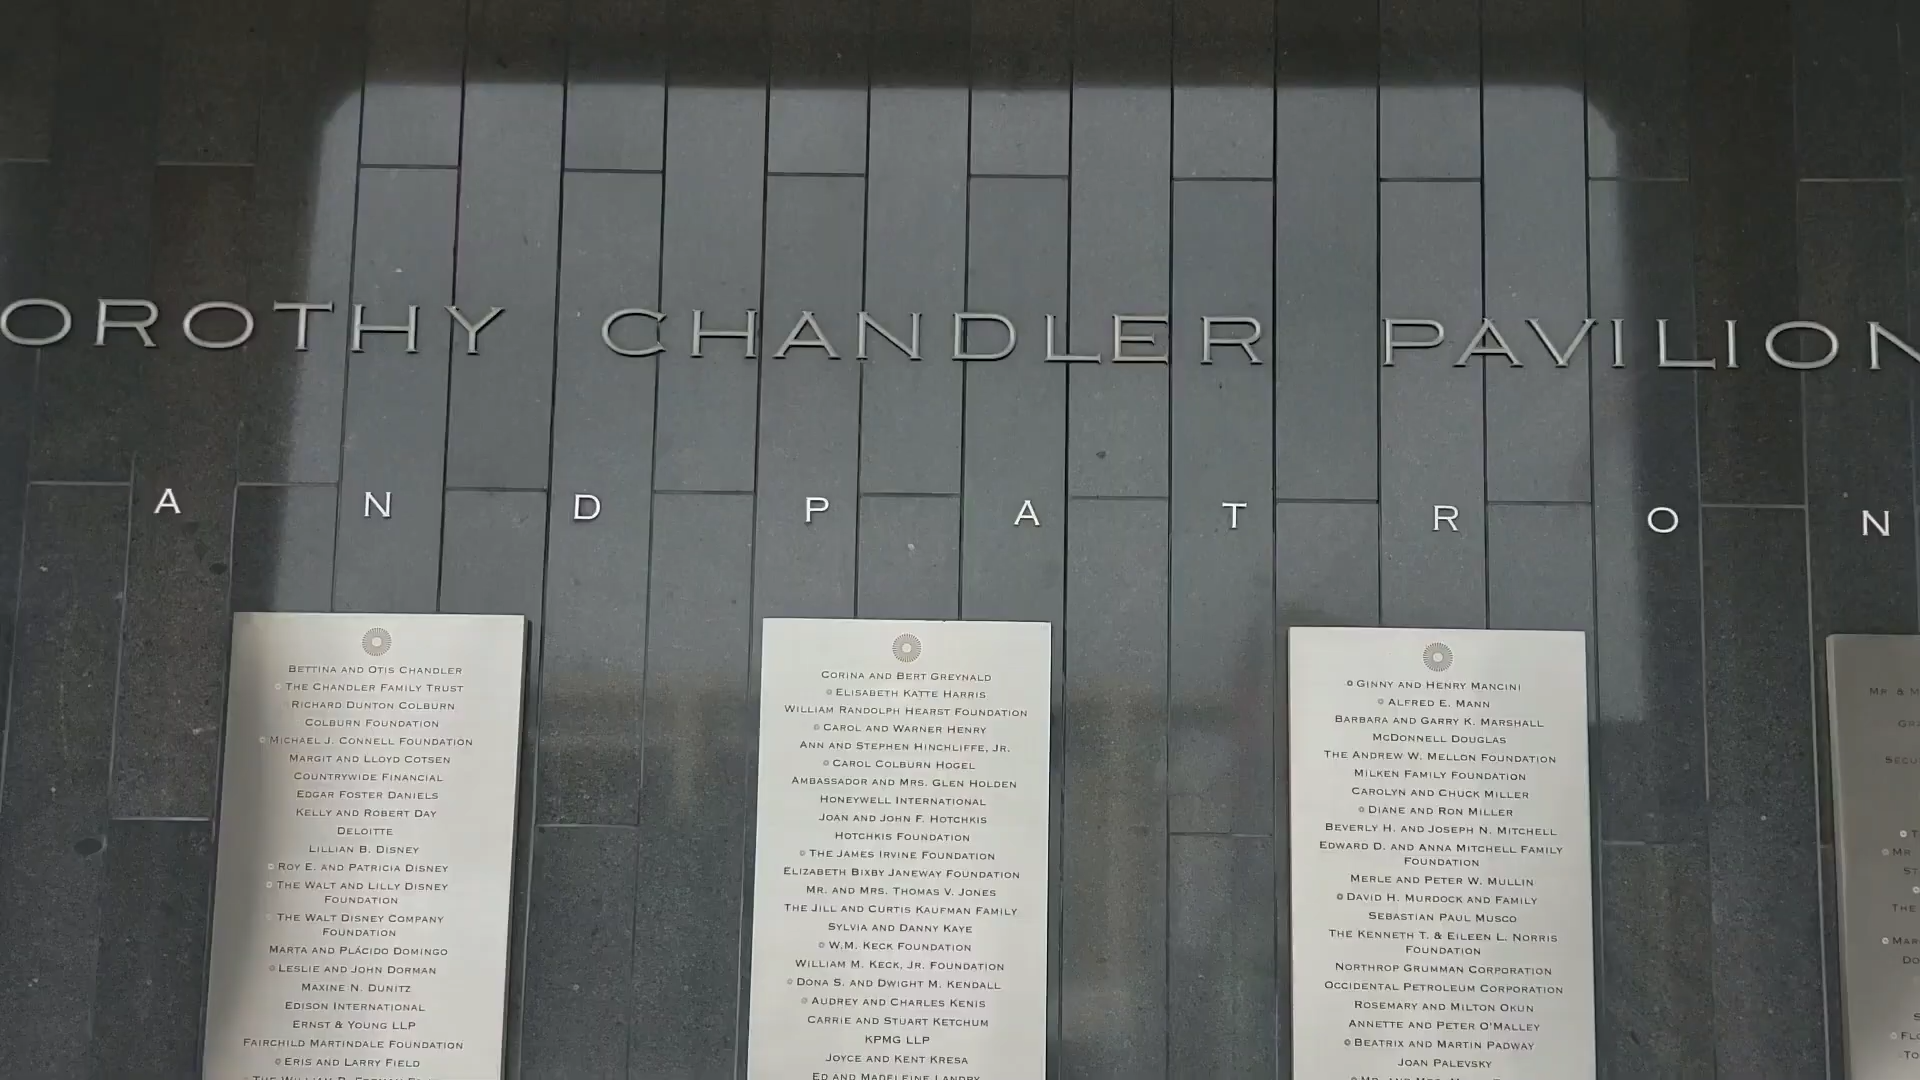 OROTHY CHANDLER PAVILION
AND PATRON
BETTINA AND OTIS CHANDLER
THE CHANDLER FAMILY TRUST
RICHARD DUNTON COLBURN
COLBURN FOUNDATION
MICHAEL J. CONNELL FOUNDATION
MARGIT AND LLOYD COTSEN
COUNTRYWIDE FINANCIAL
EDGAR FOSTER DANIELS
KELLY AND ROBERT DAY
DELOITTE
LILLIAN B. DISNEY
ROY E. AND PATRICIA DISNEY
THE WALT AND LILLY DISNEY
FOUNDATION
THE WALT DISNEY COMPANY
FOUNDATION
MARTA AND PLÁCIDO DOMINGO
LESLIE AND JOHN DORMAN
MAXINE N. DUNITZ
EDISON INTERNATIONAL
ERNST & YOUNG LLP
FAIRCHILD MARTINDALE FOUNDATION
ERIS AND LARRY FIELD
CORINA AND BERT GREYNALD
ELISABETH KATTE HARRIS
WILLIAM RANDOLPH HEARST FOUNDATION
CAROL AND WARNER HENRY
ANN AND STEPHEN HINCHLIFFE, JR.
CAROL COLBURN HOGEL
AMBASSADOR AND MRS. GLEN HOLDEN
HONEYWELL INTERNATIONAL
JOAN AND JOHN F. HOTCHKIS
HOTCHKIS FOUNDATION
THE JAMES IRVINE FOUNDATION
ELIZABETH BIXBY JANEWAY FOUNDATION
MR. AND MRS. THOMAS V. JONES
THE JILL AND CURTIS KAUFMAN FAMILY
SYLVIA AND DANNY KAYE
W.M. KECK FOUNDATION
WILLIAM M. KECK, JR. FOUNDATION
DONA S. AND DWIGHT M. KENDALL
AUDREY AND CHARLES KENIS
CARRIE AND STUART KETCHUM
KPMG LLP
JOYCE AND KENT KRESA
ED AND MADELEINE LANDRY
GINNY AND HENRY MANCINI
ALFRED E. MANN
BARBARA AND GARRY K. MARSHALL
MCDONNELL DOUGLAS
THE ANDREW W. MELLON FOUNDATION
MILKEN FAMILY FOUNDATION
CAROLYN AND CHUCK MILLER
DIANE AND RON MILLER
BEVERLY H. AND JOSEPH N. MITCHELL
EDWARD D. AND ANNA MITCHELL FAMILY
FOUNDATION
MERLE AND PETER W. MULLIN
DAVID H. MURDOCK AND FAMILY
SEBASTIAN PAUL MUSCO
THE KENNETH T. & EILEEN L. NORRIS
FOUNDATION
NORTHROP GRUMMAN CORPORATION
OCCIDENTAL PETROLEUM CORPORATION
ROSEMARY AND MILTON OKUN
ANNETTE AND PETER O'MALLEY
BEATRIX AND MARTIN PADWAY
JOAN PALEVSKY